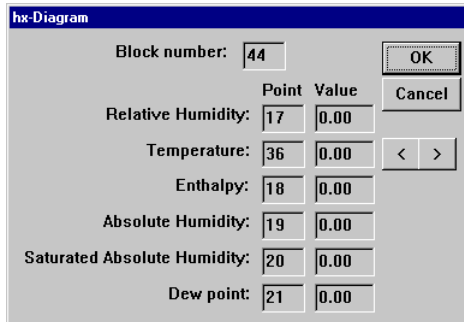 hx-Diagram
Block number: 44 OK
Point Value Cancel
Relative Humidity: 17 0.00
Temperature: 36 0.00 < >
Enthalpy: 18 0.00
Absolute Humidity: 19 0.00
Saturated Absolute Humidity: 20 0.00
Dew point: 21 0.00